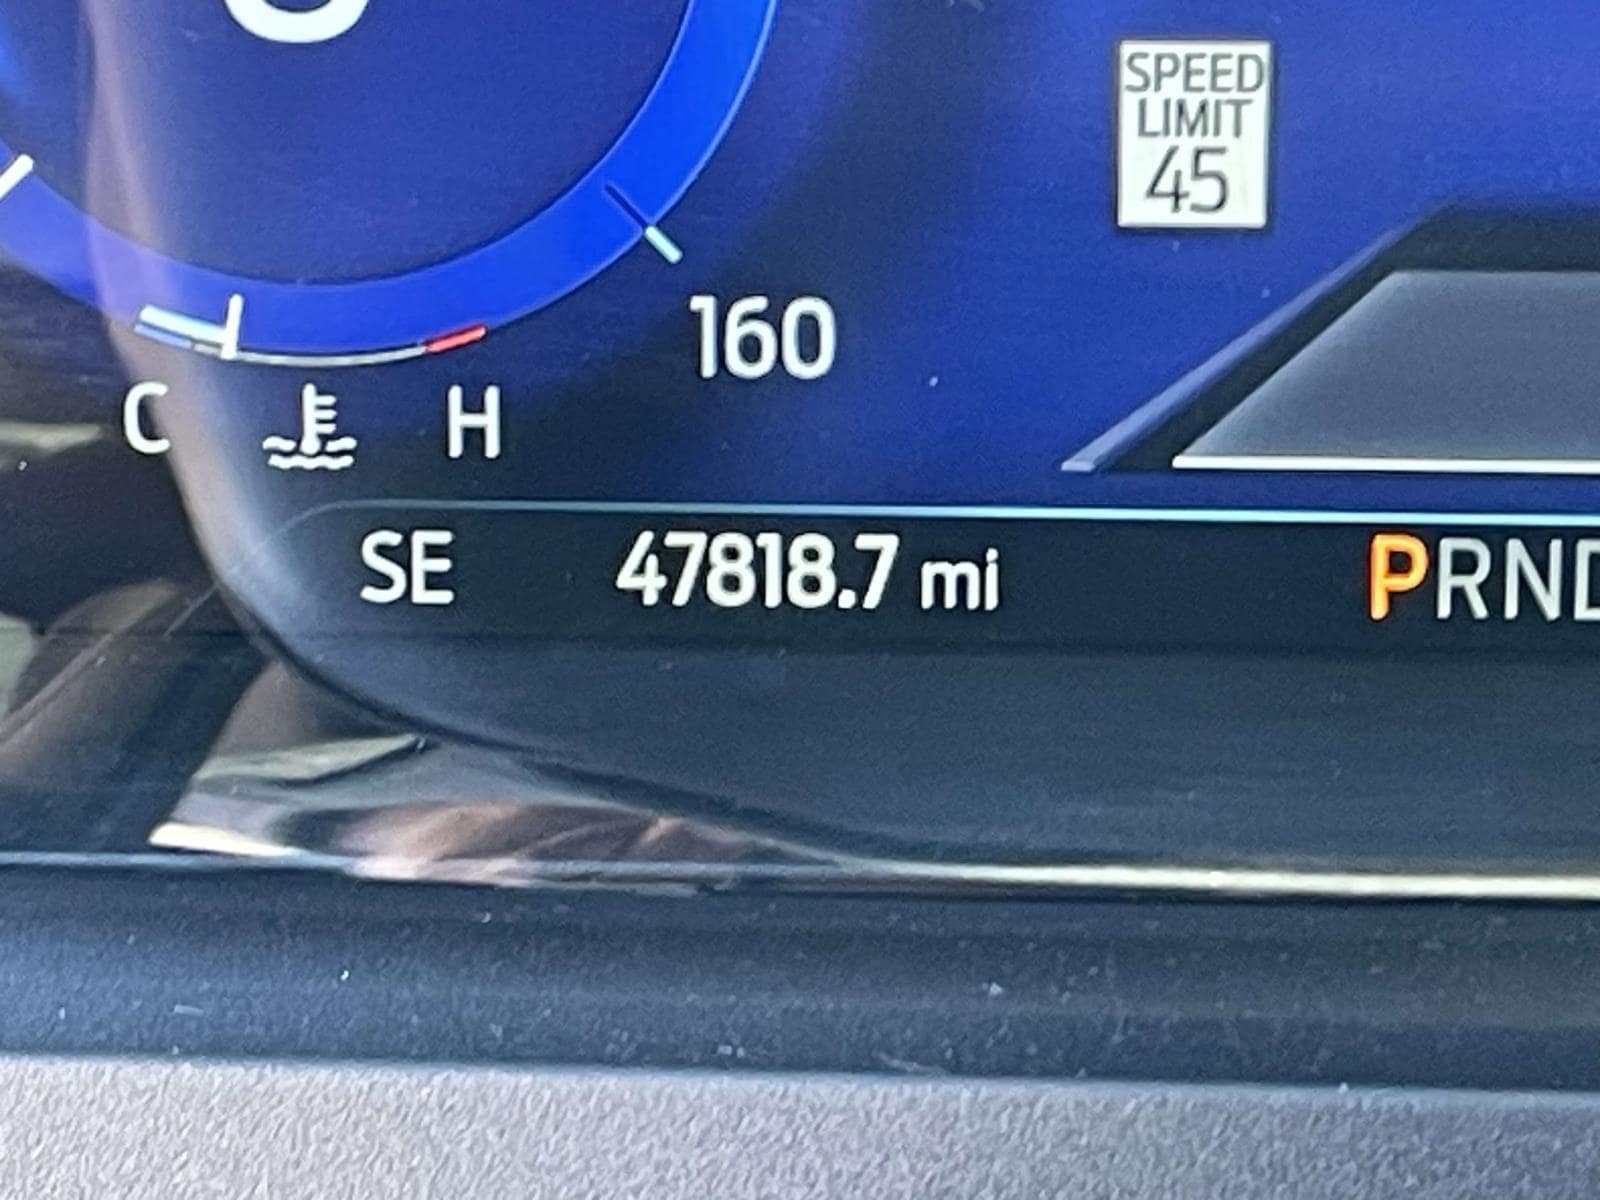 SPEED
LIMIT
45
160
C H
SE 47818.7 mi PRND